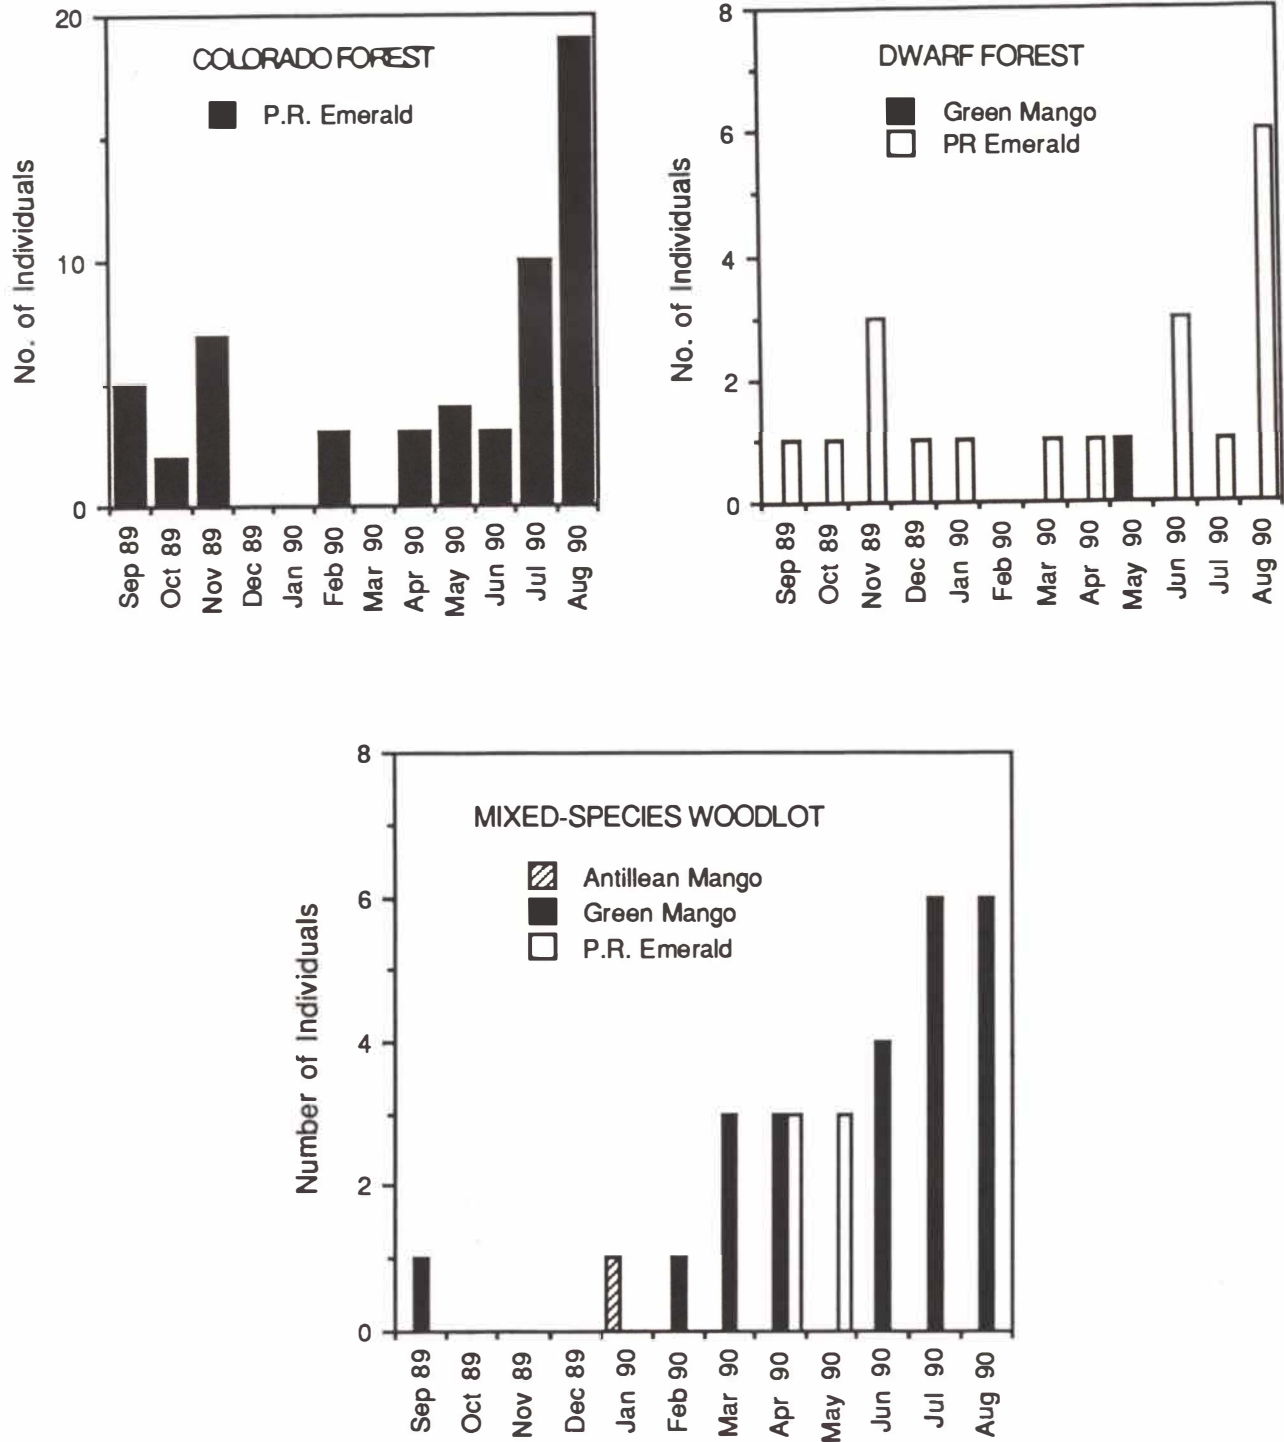 COLORADO FOREST
P.R. Emerald
No. of Individuals
20
10
0
Sep 89
Oct 89
Nov 89
Dec 89
Jan 90
Feb 90
Mar 90
Apr 90
May 90
Jun 90
Jul 90
Aug 90
DWARF FOREST
Green Mango
PR Emerald
No. of Individuals
8
6
4
2
0
Sep 89
Oct 89
Nov 89
Dec 89
Jan 90
Feb 90
Mar 90
Apr 90
May 90
Jun 90
Jul 90
Aug 90
MIXED-SPECIES WOODLOT
Antillean Mango
Green Mango
P.R. Emerald
Number of Individuals
8
6
4
2
0
Sep 89
Oct 89
Nov 89
Dec 89
Jan 90
Feb 90
Mar 90
Apr 90
May 90
Jun 90
Jul 90
Aug 90